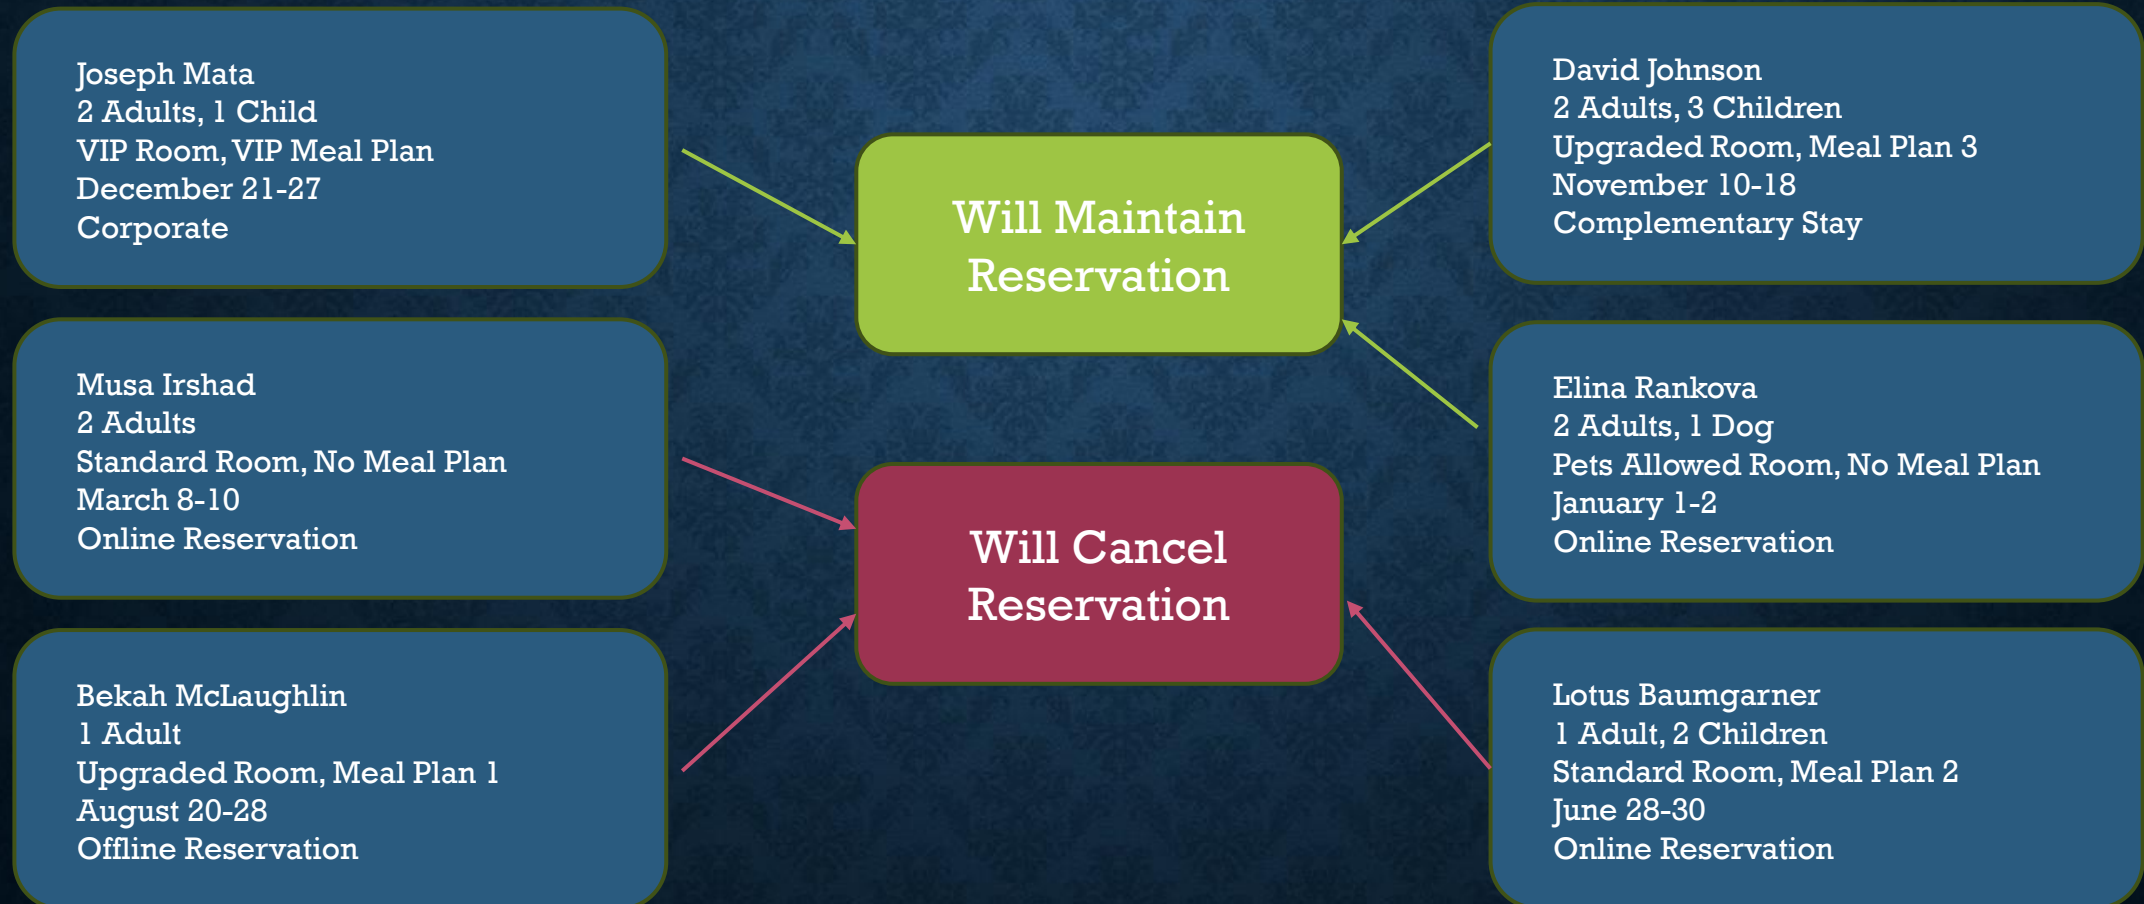 Joseph Mata
2 Adults, 1 Child
VIP Room, VIP Meal Plan
December 21-27
Corporate
Musa Irshad
2 Adults
Standard Room, No Meal Plan
March 8-10
Online Reservation
Bekah McLaughlin
1 Adult
Upgraded Room, Meal Plan 1
August 20-28
Offline Reservation
Will Maintain
Reservation
Will Cancel
Reservation
David Johnson
2 Adults, 3 Children
Upgraded Room, Meal Plan 3
November 10-18
Complementary Stay
Elina Rankova
2 Adults, 1 Dog
Pets Allowed Room, No Meal Plan
January 1-2
Online Reservation
Lotus Baumgarner
1 Adult, 2 Children
Standard Room, Meal Plan 2
June 28-30
Online Reservation